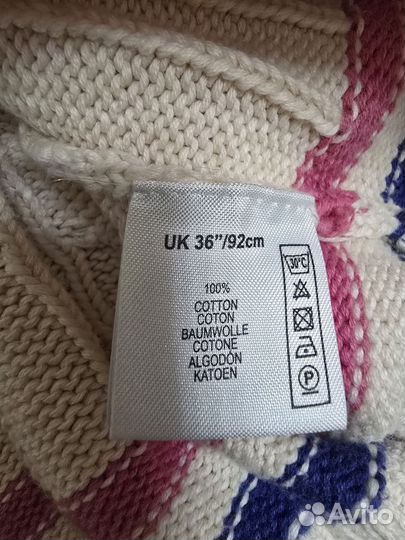 UK 36"/92cm
30°C
100%
COTTON
COTON
BAUMWOLLE
COTONE
ALGODÓN
KATOEN
P
Avito